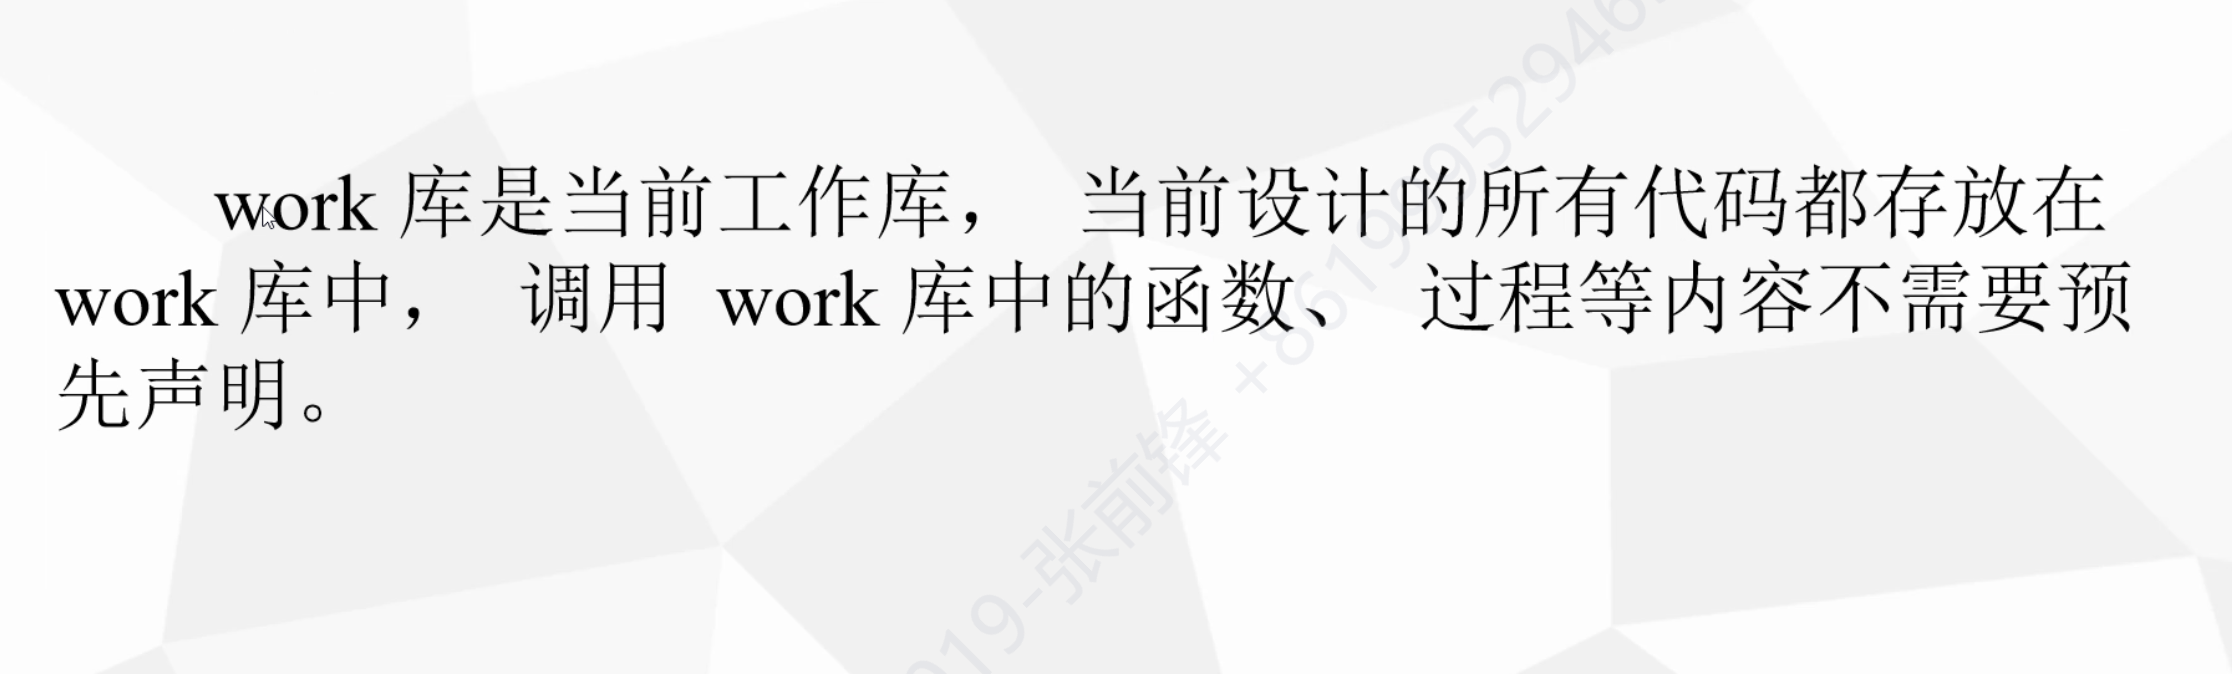 work 库是当前工作库， 当前设计的所有代码都存放在
work 库中， 调用 work 库中的函数、 过程等内容不需要预
先声明。
919-张前锋 +86199952946